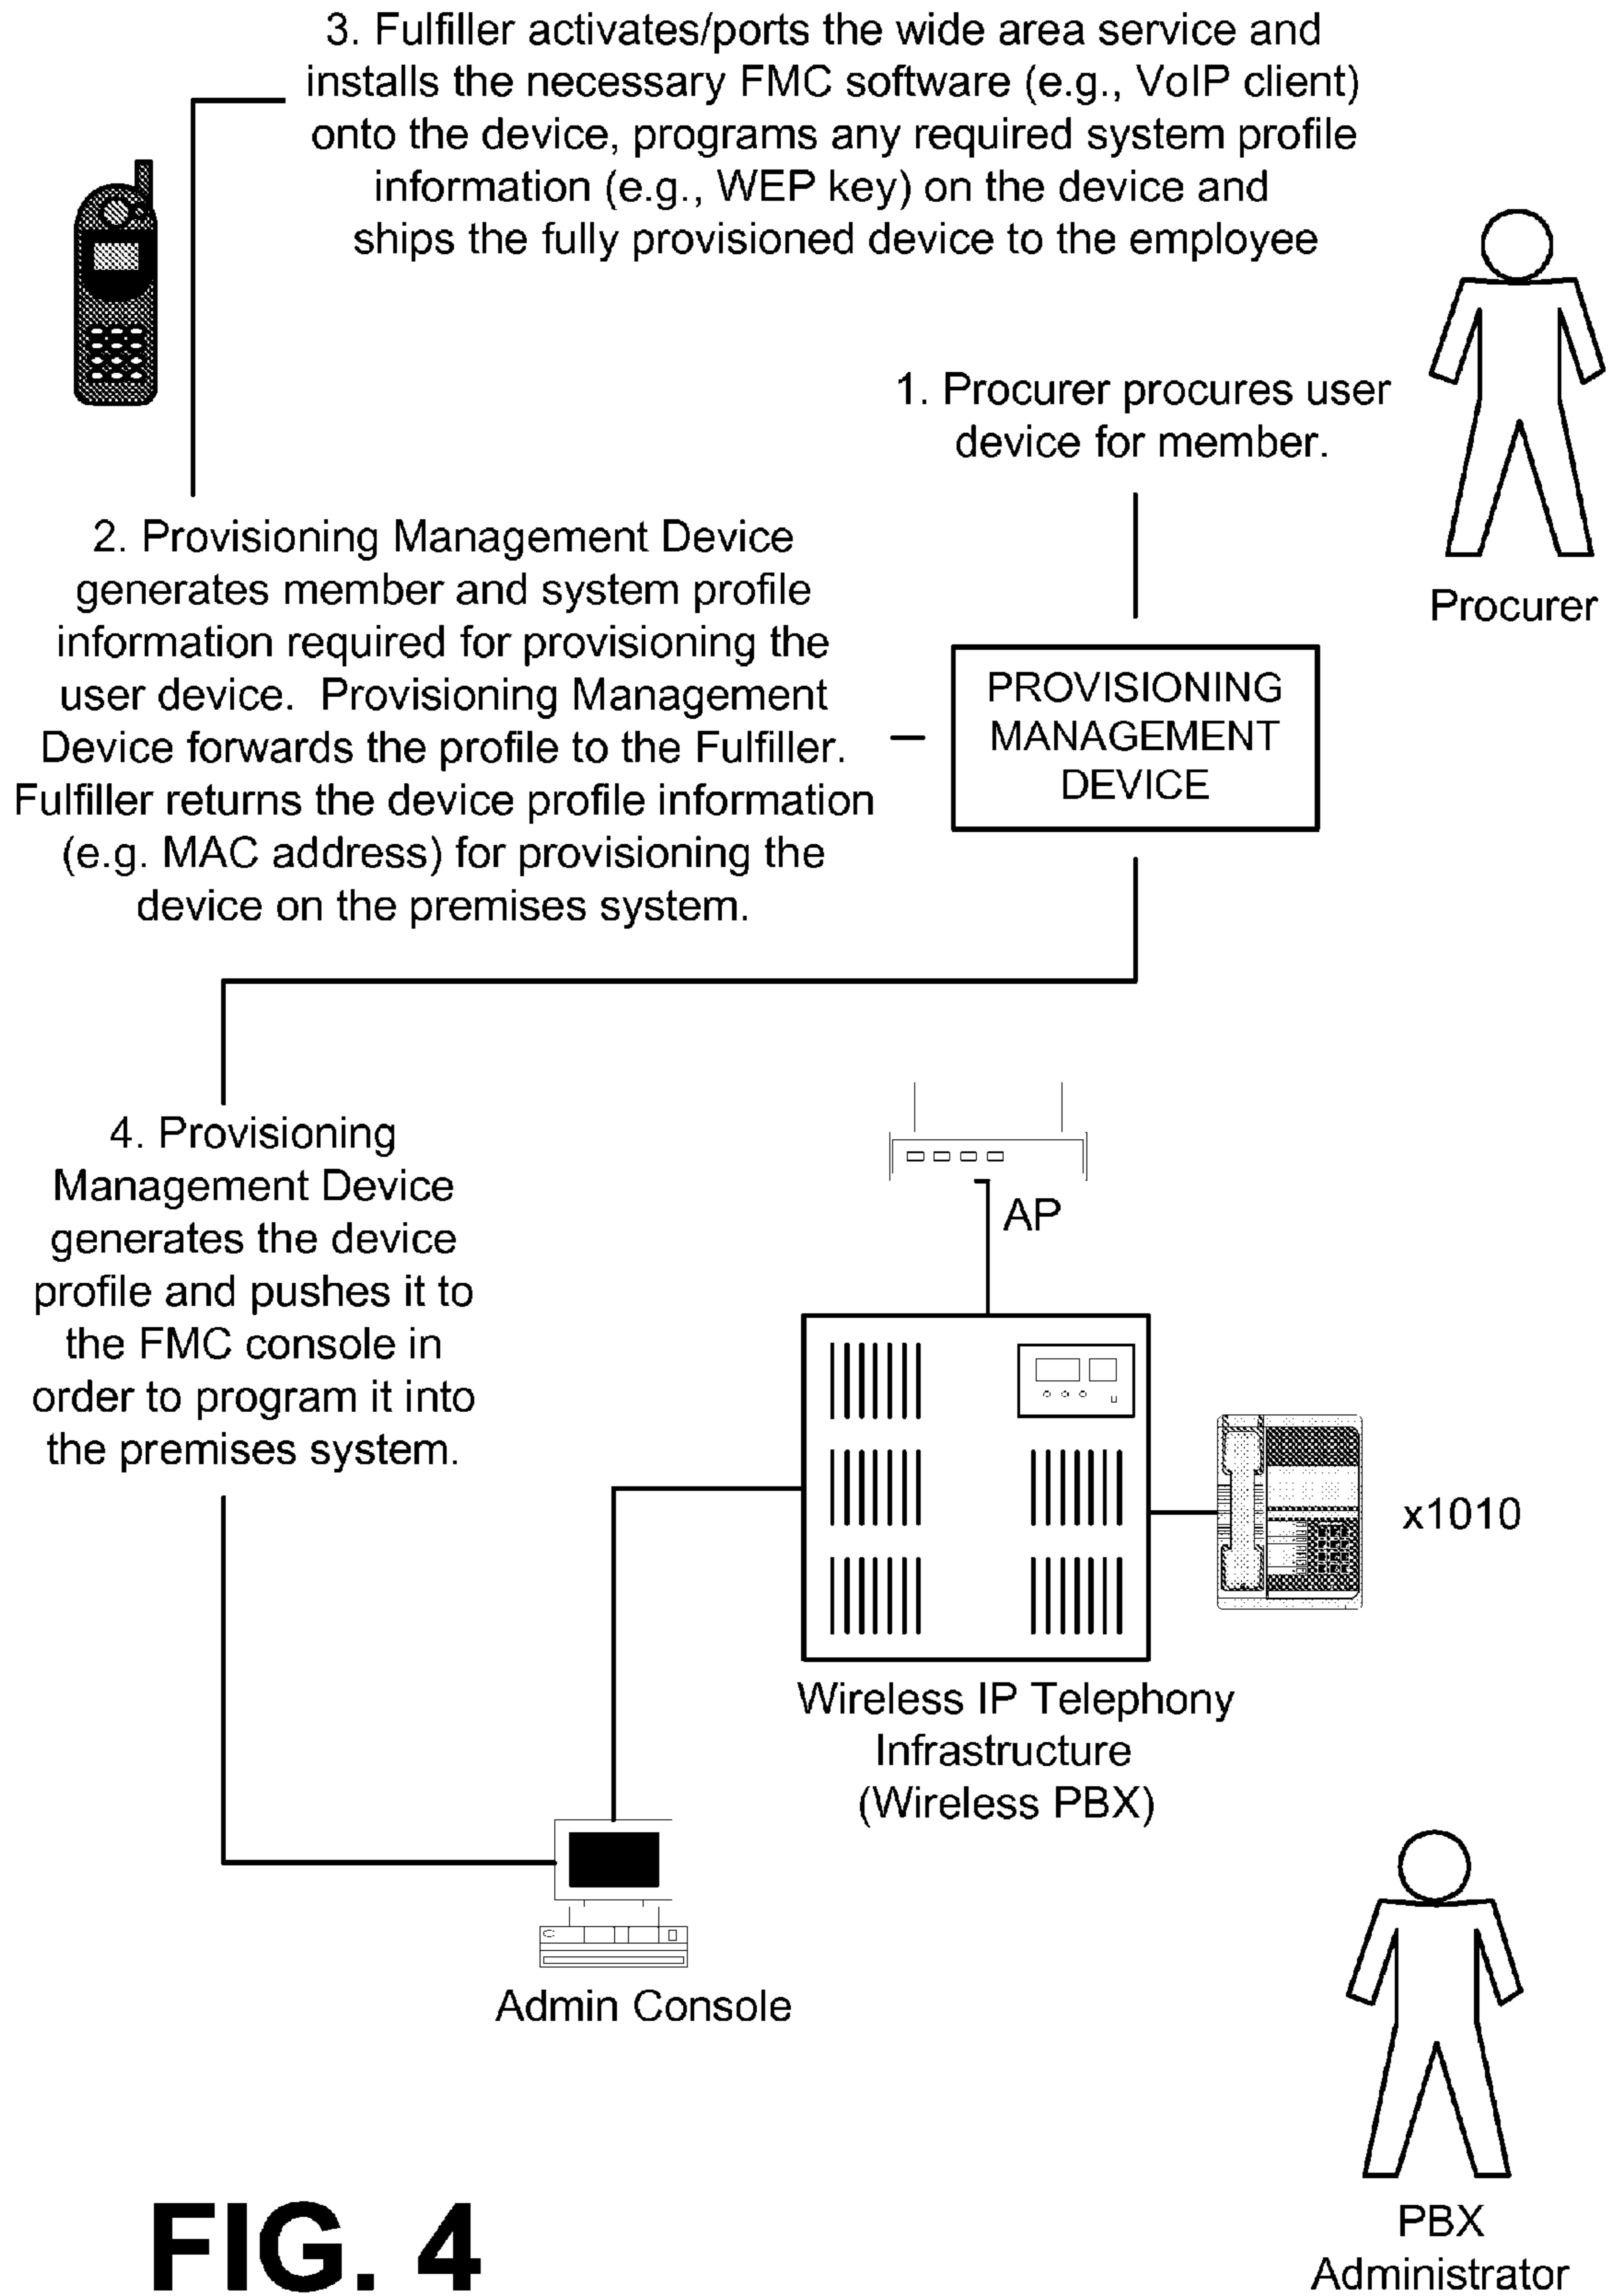 3. Fulfiller activates/ports the wide area service and
installs the necessary FMC software (e.g., VoIP client)
onto the device, programs any required system profile
information (e.g., WEP key) on the device and
ships the fully provisioned device to the employee
1. Procurer procures user
device for member.
Procurer
2. Provisioning Management Device
generates member and system profile
information required for provisioning the
user device.  Provisioning Management
Device forwards the profile to the Fulfiller.
Fulfiller returns the device profile information
(e.g. MAC address) for provisioning the
device on the premises system.
PROVISIONING
MANAGEMENT
DEVICE
4. Provisioning
Management Device
generates the device
profile and pushes it to
the FMC console in
order to program it into
the premises system.
AP
x1010
Wireless IP Telephony
Infrastructure
(Wireless PBX)
Admin Console
PBX
Administrator
FIG. 4